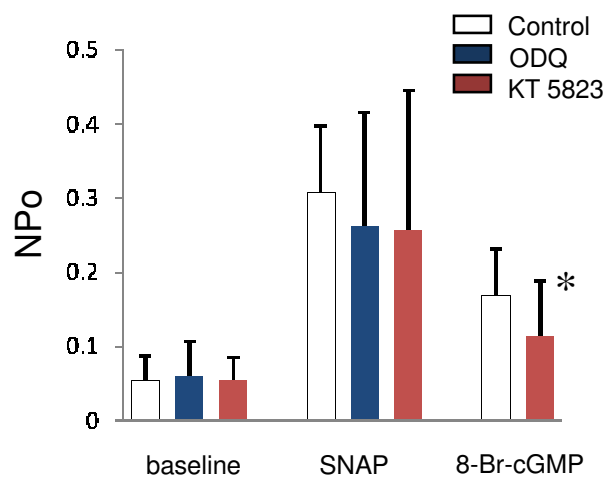 Control
ODQ
KT 5823
NPo
0.5
0.4
0.3
0.2
0.1
0
*
baseline SNAP 8-Br-cGMP